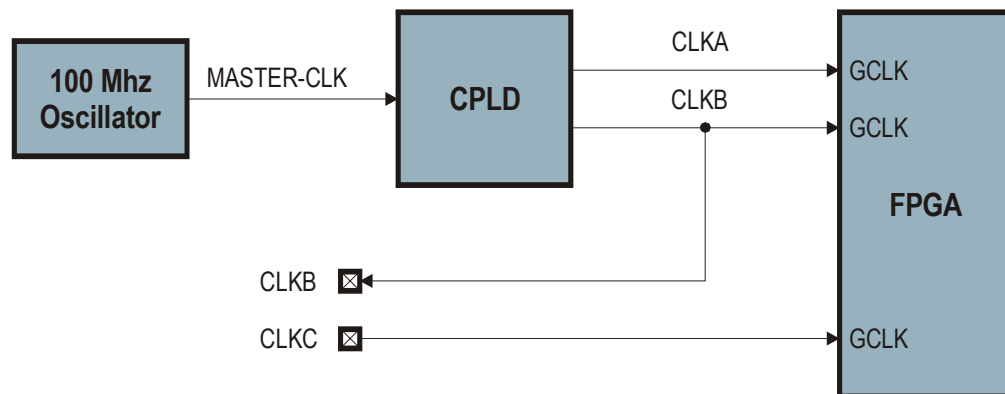 100 Mhz
Oscillator
MASTER-CLK
CPLD
CLKA
CLKB
GCLK
GCLK
FPGA
CLKB
CLKC
GCLK